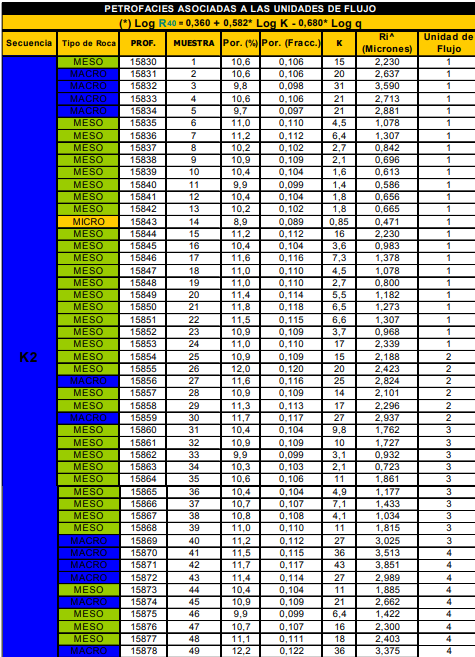 PETROFACIES ASOCIADAS A LAS UNIDADES DE FLUJO
(*) Log R40 = 0,360 + 0,582* Log K - 0,680* Log q
Secuencia Tipo de Roca PROF. MUESTRA Por. (%) Por. (Fracc.) K Ri^ (Micrones) Unidad de Flujo
MESO 15830 1 10,6 0,106 15 2,230 1
MACRO 15831 2 10,6 0,106 20 2,637 1
MACRO 15832 3 9,8 0,098 31 3,590 1
MACRO 15833 4 10,6 0,106 21 2,713 1
MACRO 15834 5 9,7 0,097 21 2,881 1
MESO 15835 6 11,0 0,110 4,5 1,078 1
MESO 15836 7 11,2 0,112 6,4 1,307 1
MESO 15837 8 10,2 0,102 2,7 0,842 1
MESO 15838 9 10,9 0,109 2,1 0,696 1
MESO 15839 10 10,4 0,104 1,6 0,613 1
MESO 15840 11 9,9 0,099 1,4 0,586 1
MESO 15841 12 10,4 0,104 1,8 0,656 1
MESO 15842 13 10,2 0,102 1,8 0,665 1
MICRO 15843 14 8,9 0,089 0,85 0,471 1
MESO 15844 15 11,2 0,112 16 2,230 1
MESO 15845 16 10,4 0,104 3,6 0,983 1
MESO 15846 17 11,6 0,116 7,3 1,378 1
MESO 15847 18 11,0 0,110 4,5 1,078 1
MESO 15848 19 11,0 0,110 2,7 0,800 1
MESO 15849 20 11,4 0,114 5,5 1,182 1
MESO 15850 21 11,8 0,118 6,5 1,273 1
MESO 15851 22 11,5 0,115 6,6 1,307 1
MESO 15852 23 10,9 0,109 3,7 0,968 1
MESO 15853 24 11,0 0,110 17 2,339 1
K2 MESO 15854 25 10,9 0,109 15 2,188 2
MESO 15855 26 12,0 0,120 20 2,423 2
MACRO 15856 27 11,6 0,116 25 2,824 2
MESO 15857 28 10,9 0,109 14 2,101 2
MESO 15858 29 11,3 0,113 17 2,296 2
MACRO 15859 30 11,7 0,117 27 2,937 2
MESO 15860 31 10,4 0,104 9,8 1,762 3
MESO 15861 32 10,9 0,109 10 1,727 3
MESO 15862 33 9,9 0,099 3,1 0,932 3
MESO 15863 34 10,3 0,103 2,1 0,723 3
MESO 15864 35 10,6 0,106 11 1,861 3
MESO 15865 36 10,4 0,104 4,9 1,177 3
MESO 15866 37 10,7 0,107 7,1 1,433 3
MESO 15867 38 10,8 0,108 4,1 1,034 3
MESO 15868 39 11,0 0,110 11 1,815 3
MACRO 15869 40 11,2 0,112 27 3,025 3
MACRO 15870 41 11,5 0,115 36 3,513 4
MACRO 15871 42 11,7 0,117 43 3,851 4
MACRO 15872 43 11,4 0,114 27 2,989 4
MESO 15873 44 10,4 0,104 11 1,885 4
MACRO 15874 45 10,9 0,109 21 2,662 4
MESO 15875 46 9,9 0,099 6,4 1,422 4
MESO 15876 47 10,7 0,107 16 2,300 4
MESO 15877 48 11,1 0,111 18 2,403 4
MACRO 15878 49 12,2 0,122 36 3,375 4